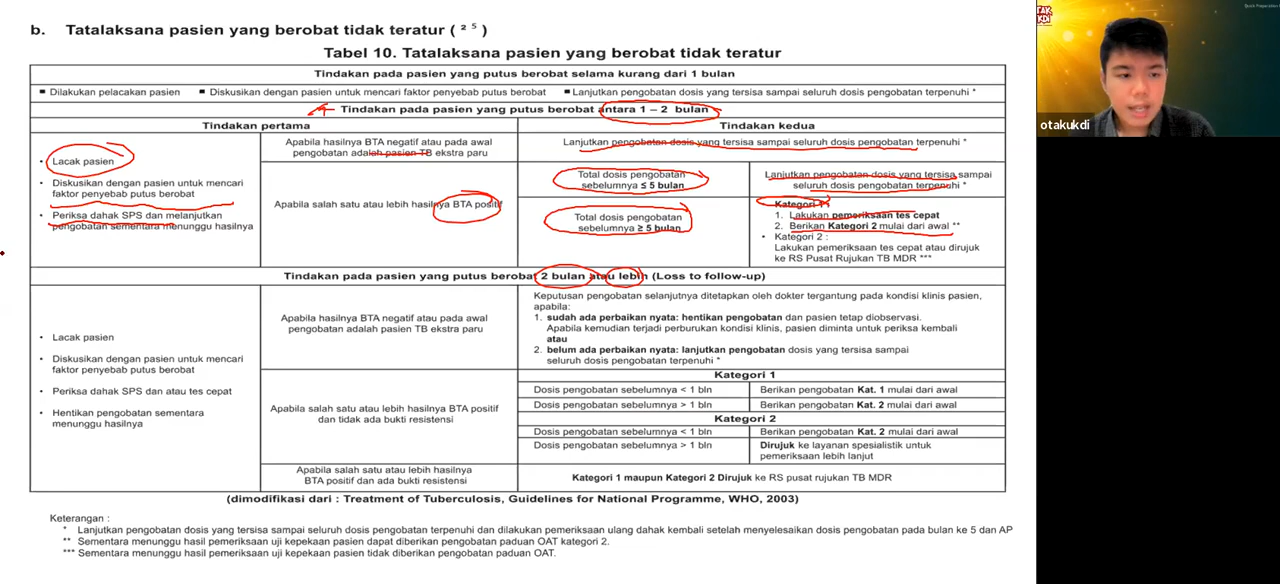 b. Tatalaksana pasien yang berobat tidak teratur ( ² ⁵ )
Tabel 10. Tatalaksana pasien yang berobat tidak teratur
Tindakan pada pasien yang putus berobat selama kurang dari 1 bulan
▪ Dilakukan pelacakan pasien ▪ Diskusikan dengan pasien untuk mencari faktor penyebab putus berobat ▪ Lanjutkan pengobatan dosis yang tersisa sampai seluruh dosis pengobatan terpenuhi *
Tindakan pada pasien yang putus berobat antara 1 – 2 bulan
Tindakan pertama
Tindakan kedua
• Lacak pasien
• Diskusikan dengan pasien untuk mencari
faktor penyebab putus berobat
• Periksa dahak SPS dan melanjutkan
pengobatan sementara menunggu hasilnya
Apabila hasilnya BTA negatif atau pada awal
pengobatan adalah pasien TB ekstra paru
Lanjutkan pengobatan dosis yang tersisa sampai seluruh dosis pengobatan terpenuhi *
Apabila salah satu atau lebih hasilnya BTA positif
Total dosis pengobatan
sebelumnya ≤ 5 bulan
Lanjutkan pengobatan dosis yang tersisa sampai
seluruh dosis pengobatan terpenuhi *
Total dosis pengobatan
sebelumnya ≥ 5 bulan
Kategori 1
1. Lakukan pemeriksaan tes cepat
2. Berikan Kategori 2 mulai dari awal **
• Kategori 2 :
Lakukan pemeriksaan tes cepat atau dirujuk
ke RS Pusat Rujukan TB MDR ***
Tindakan pada pasien yang putus berobat 2 bulan atau lebih (Loss to follow-up)
• Lacak pasien
• Diskusikan dengan pasien untuk mencari
faktor penyebab putus berobat
• Periksa dahak SPS dan atau tes cepat
• Hentikan pengobatan sementara
menunggu hasilnya
Apabila hasilnya BTA negatif atau pada awal
pengobatan adalah pasien TB ekstra paru
Keputusan pengobatan selanjutnya ditetapkan oleh dokter tergantung pada kondisi klinis pasien,
apabila:
1. sudah ada perbaikan nyata: hentikan pengobatan dan pasien tetap diobservasi.
Apabila kemudian terjadi perburukan kondisi klinis, pasien diminta untuk periksa kembali
atau
2. belum ada perbaikan nyata: lanjutkan pengobatan dosis yang tersisa sampai
seluruh dosis pengobatan terpenuhi *
Apabila salah satu atau lebih hasilnya BTA positif
dan tidak ada bukti resistensi
Kategori 1
Dosis pengobatan sebelumnya < 1 bln
Berikan pengobatan Kat. 1 mulai dari awal
Dosis pengobatan sebelumnya > 1 bln
Berikan pengobatan Kat. 2 mulai dari awal
Kategori 2
Dosis pengobatan sebelumnya < 1 bln
Berikan pengobatan Kat. 2 mulai dari awal
Dosis pengobatan sebelumnya > 1 bln
Dirujuk ke layanan spesialistik untuk
pemeriksaan lebih lanjut
Apabila salah satu atau lebih hasilnya
BTA positif dan ada bukti resistensi
Kategori 1 maupun Kategori 2 Dirujuk ke RS pusat rujukan TB MDR
(dimodifikasi dari : Treatment of Tuberculosis, Guidelines for National Programme, WHO, 2003)
Keterangan :
* Lanjutkan pengobatan dosis yang tersisa sampai seluruh dosis pengobatan terpenuhi dan dilakukan pemeriksaan ulang dahak kembali setelah menyelesaikan dosis pengobatan pada bulan ke 5 dan AP
** Sementara menunggu hasil pemeriksaan uji kepekaan pasien dapat diberikan pengobatan paduan OAT kategori 2.
*** Sementara menunggu hasil pemeriksaan uji kepekaan pasien tidak diberikan pengobatan paduan OAT.
otakukdi